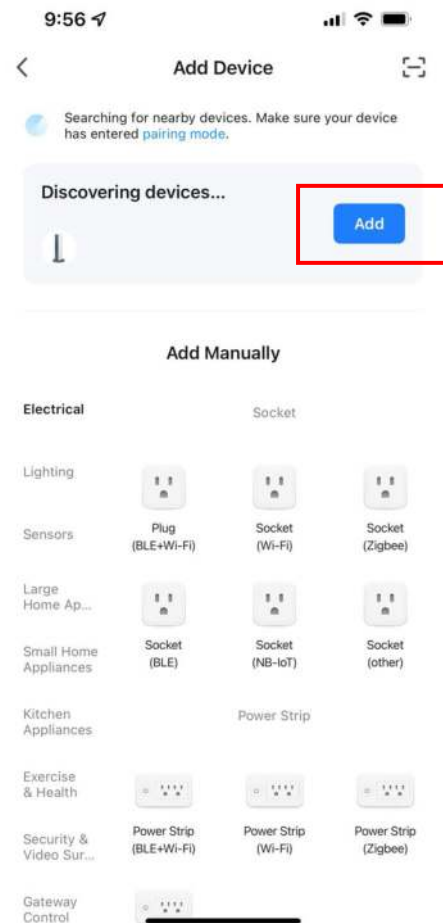 9:56
Add Device
Searching for nearby devices. Make sure your device
has entered pairing mode.
Discovering devices...
Add
Add Manually
Electrical
Socket
Lighting
Sensors
Plug
(BLE+Wi-Fi)
Socket
(Wi-Fi)
Socket
(Zigbee)
Large
Home Ap...
Small Home
Appliances
Socket
(BLE)
Socket
(NB-IoT)
Socket
(other)
Kitchen
Appliances
Power Strip
Exercise
& Health
Security &
Video Sur...
Power Strip
(BLE+Wi-Fi)
Power Strip
(Wi-Fi)
Power Strip
(Zigbee)
Gateway
Control